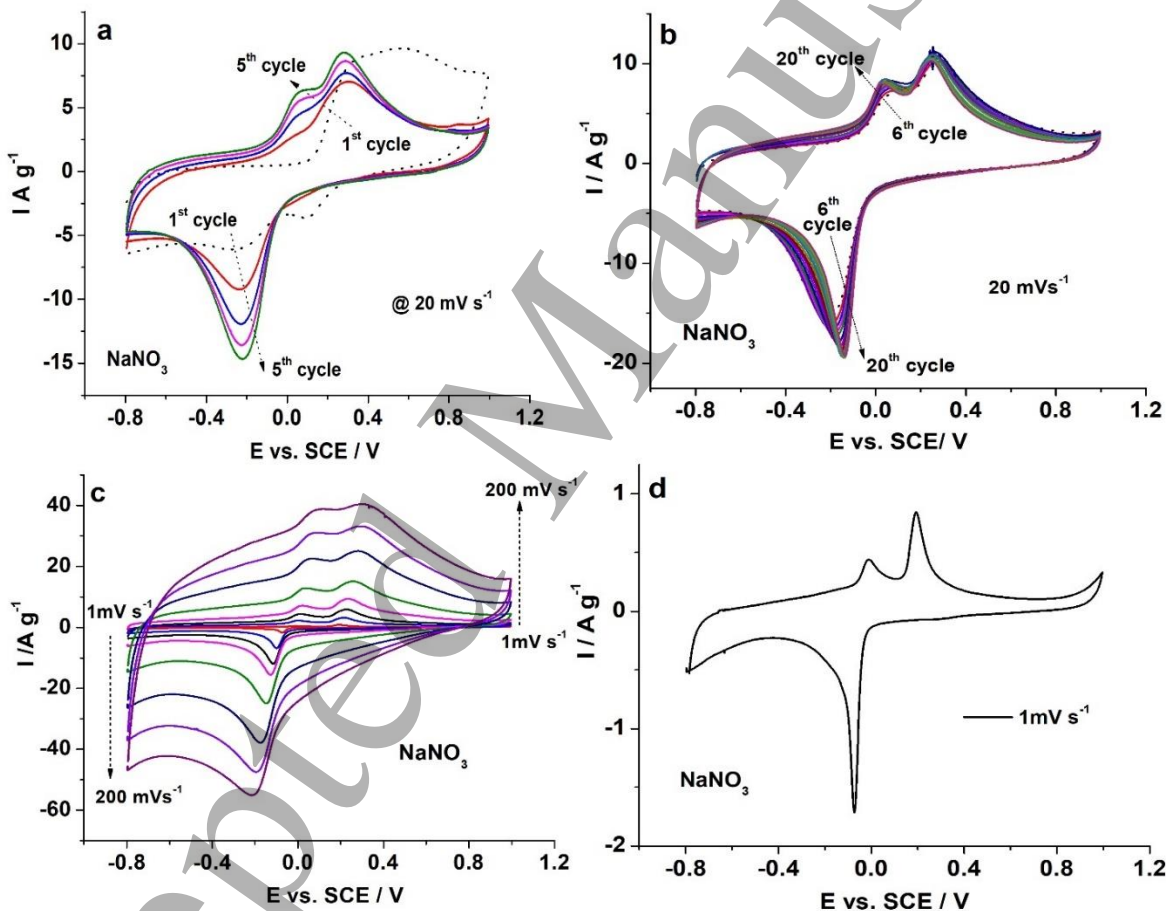 a
10
5
0
-5
-10
-15
I A g-1
5th cycle
1st cycle
1st cycle
@ 20 mV s-1
NaNO3
5th cycle
-0.8 -0.4 0.0 0.4 0.8 1.2
E vs. SCE / V
b
10
0
-10
-20
I / A g-1
20th cycle
6th cycle
6th
cycle
20 mVs-1
NaNO3
20th cycle
-0.8 -0.4 0.0 0.4 0.8 1.2
E vs. SCE/ V
c
40
20
0
-20
-40
-60
I /A g-1
200 mV s-1
1mV s-1
1mV s-1
NaNO3
200 mVs-1
-0.8 -0.4 0.0 0.4 0.8 1.2
E vs. SCE/ V
d
1
0
-1
-2
I /A g-1
1mV s-1
NaNO3
-0.8 -0.4 0.0 0.4 0.8 1.2
E vs. SCE / V